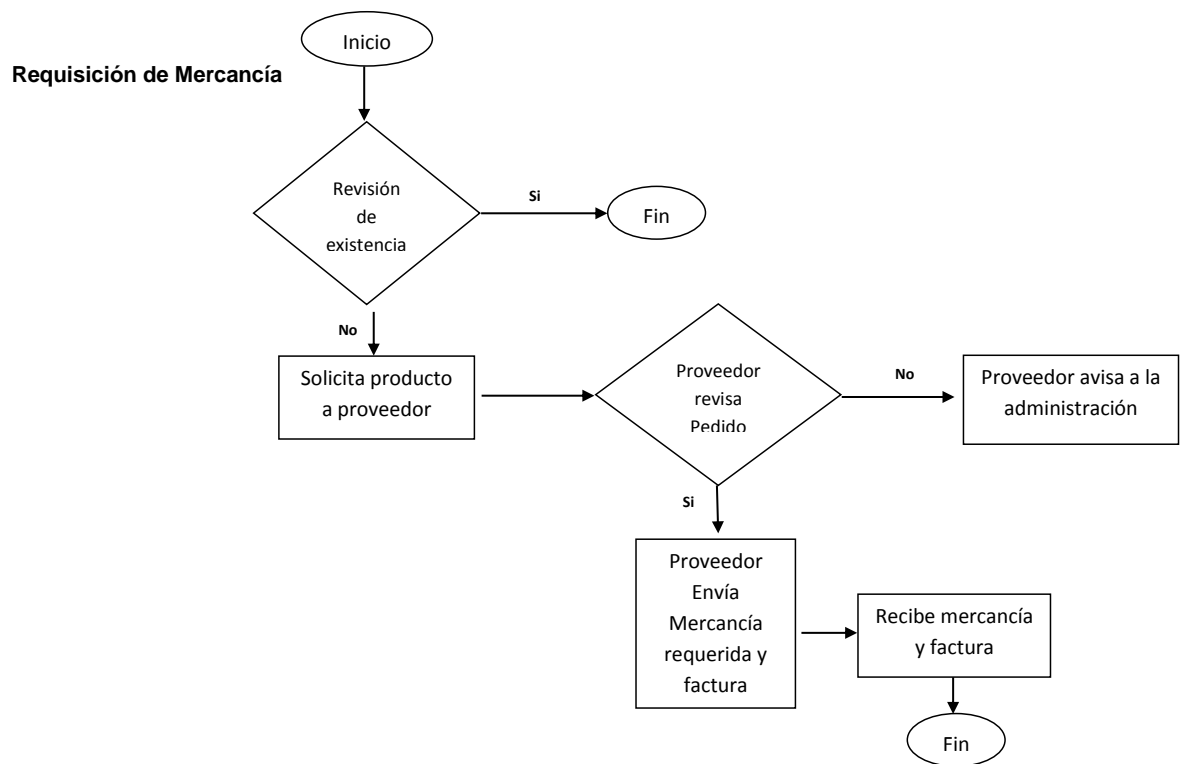 Inicio
Requisición de Mercancía
Revisión
de
existencia
Si
Fin
No
Solicita producto
a proveedor
Proveedor
revisa
Pedido
No
Proveedor avisa a la
administración
Si
Proveedor
Envía
Mercancía
requerida y
factura
Recibe mercancía
y factura
Fin